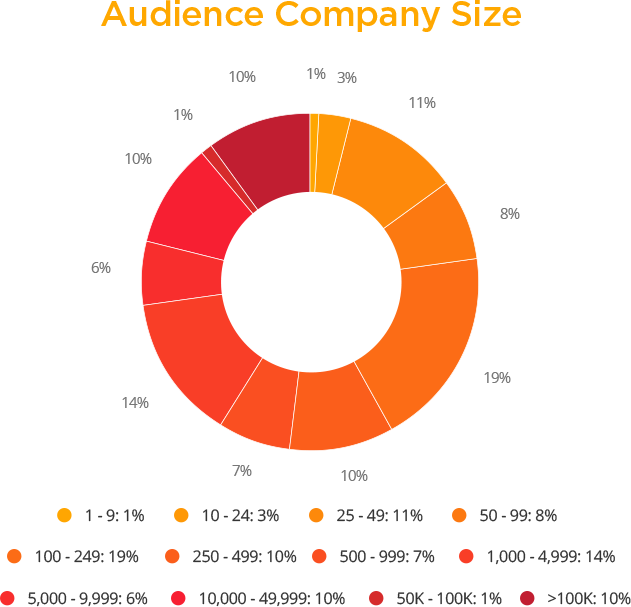 Audience Company Size
10% 1% 3%
1% 11%
10%
8%
6%
14% 19%
7% 10%
1 - 9: 1% 10 - 24: 3% 25 - 49: 11% 50 - 99: 8%
100 - 249: 19% 250 - 499: 10% 500 - 999: 7% 1,000 - 4,999: 14%
5,000 - 9,999: 6% 10,000 - 49,999: 10% 50K - 100K: 1% >100K: 10%